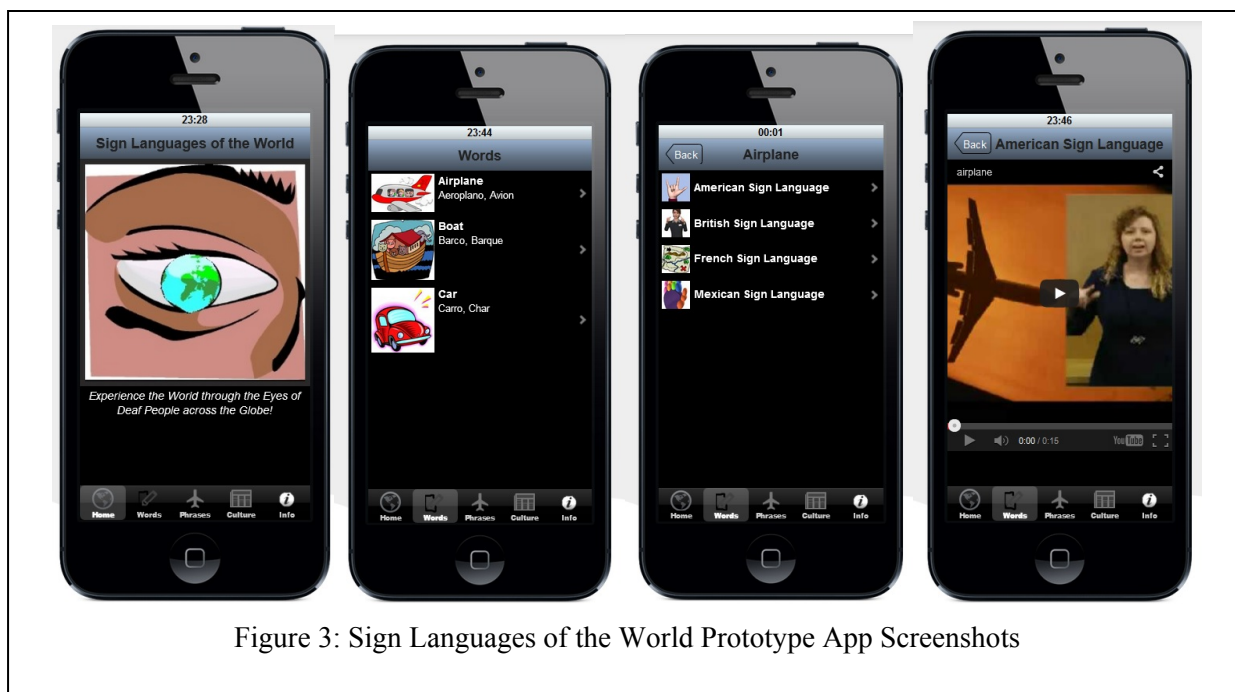 23:28
Sign Languages of the World
Experience the World through the Eyes of
Deaf People across the Globe!
Home Words Phrases Culture Info
23:44
Words
Airplane
Aeroplano, Avion
Boat
Barco, Barque
Car
Carro, Char
Home Words Phrases Culture Info
00:01
Back Airplane
American Sign Language
British Sign Language
French Sign Language
Mexican Sign Language
Home Words Phrases Culture Info
23:46
Back American Sign Language
airplane
0:00 / 0:15 YouTube
Home Words Phrases Culture Info
Figure 3: Sign Languages of the World Prototype App Screenshots